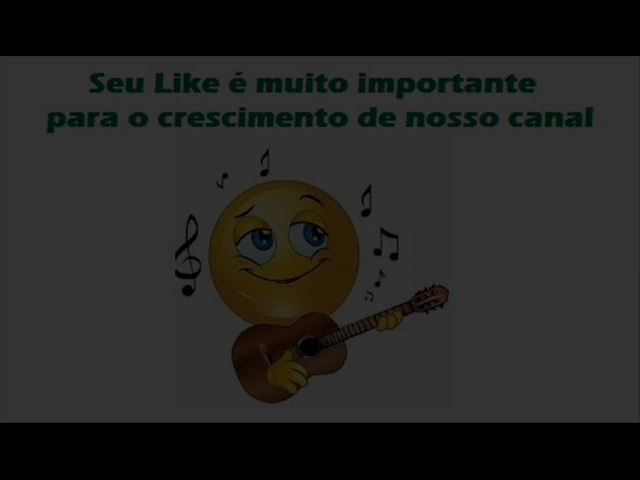 Seu Like é muito importante
para o crescimento de nosso canal